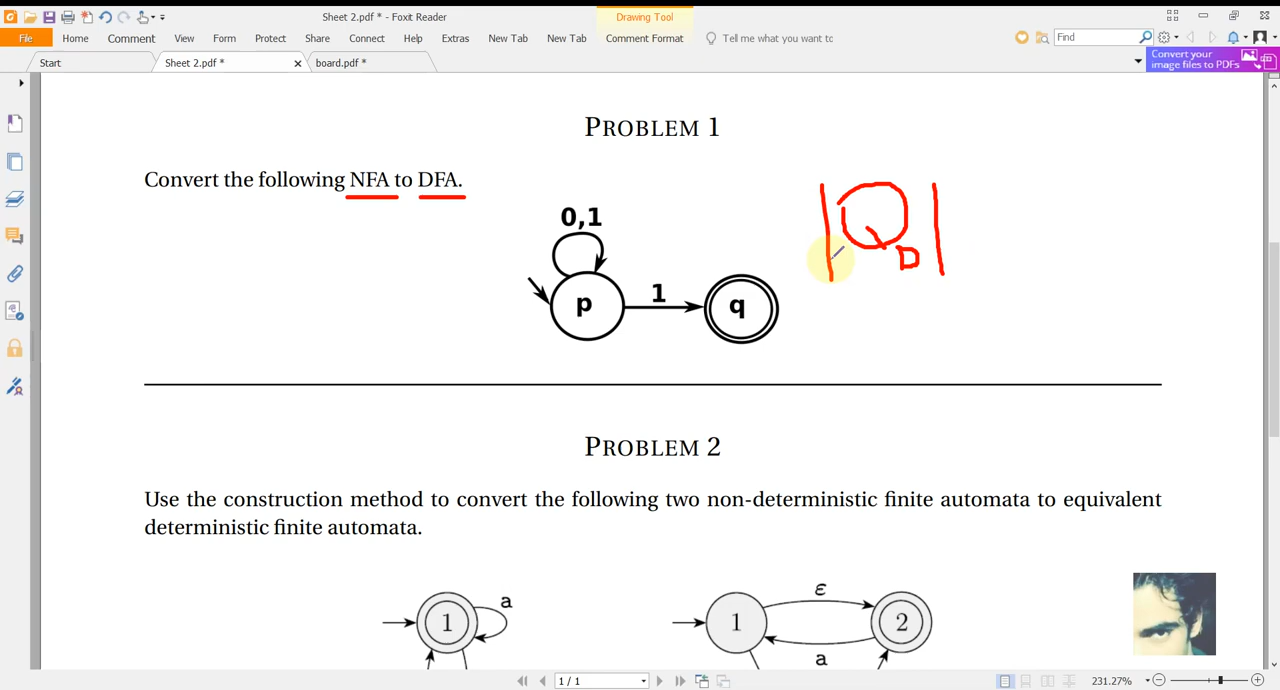 Sheet 2.pdf * - Foxit Reader
Drawing Tool
File Home Comment View Form Protect Share Connect Help Extras New Tab New Tab Comment Format Tell me what you want to Find
Start Sheet 2.pdf * board.pdf *
Convert your
image files to PDFs
PROBLEM 1
Convert the following NFA to DFA.
0,1
|Q_D|
p 1 q
PROBLEM 2
Use the construction method to convert the following two non-deterministic finite automata to equivalent
deterministic finite automata.
1 a 1 ε 2
a
1 / 1 231.27%